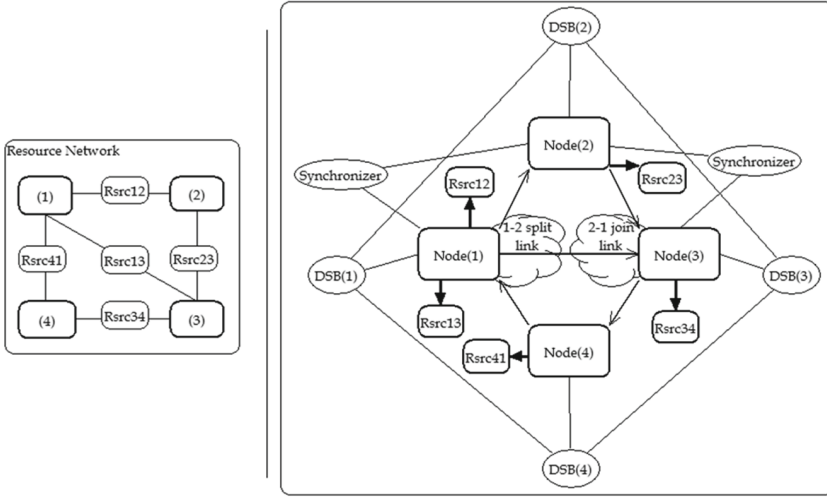 Resource Network
(1)
Rsrc12
(2)
Rsrc41
Rsrc13
Rsrc23
(4)
Rsrc34
(3)
DSB(2)
Node(2)
Synchronizer
Synchronizer
Rsrc12
Rsrc23
1-2 split
link
2-1 join
link
Node(1)
Node(3)
DSB(1)
DSB(3)
Rsrc13
Rsrc34
Node(4)
Rsrc41
DSB(4)